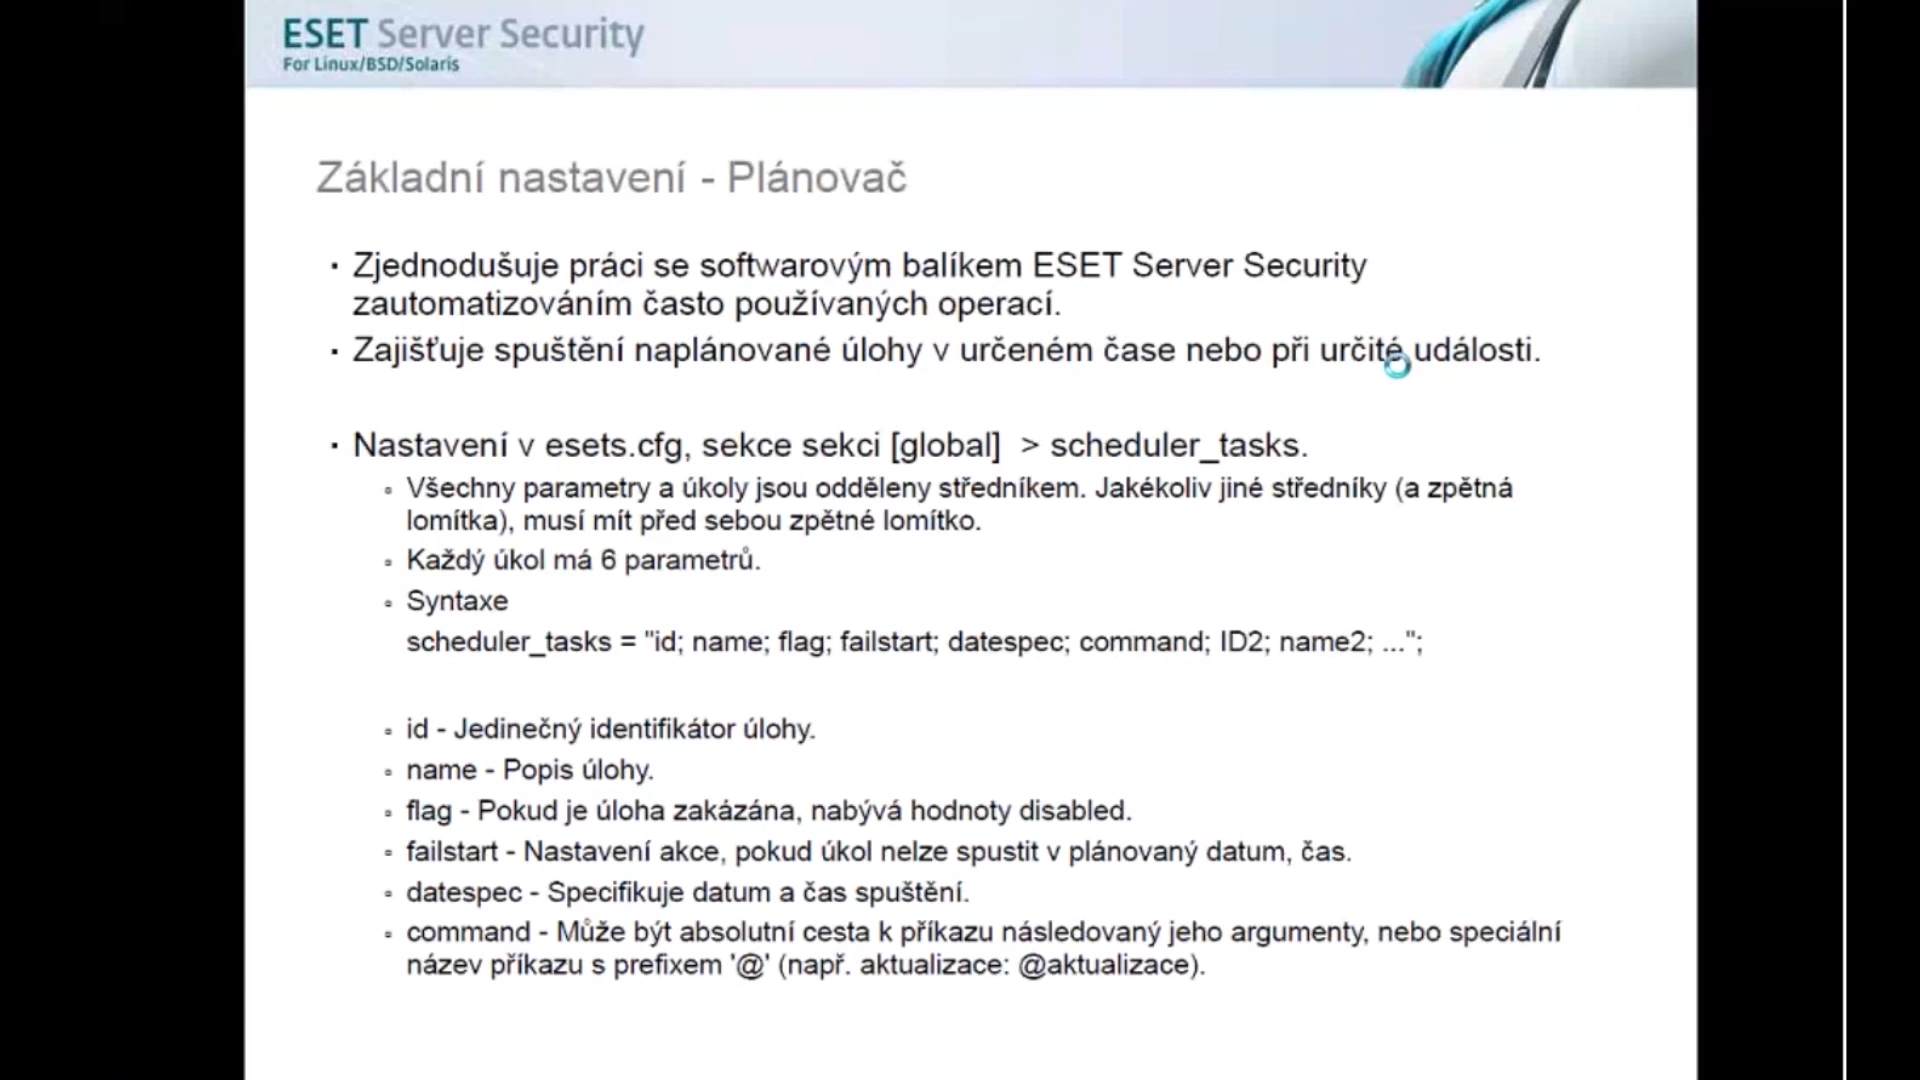 ESET Server Security
For Linux/BSD/Solaris
Základní nastavení - Plánovač
· Zjednodušuje práci se softwarovým balíkem ESET Server Security
zautomatizováním často používaných operací.
· Zajišťuje spuštění naplánované úlohy v určeném čase nebo při určité události.
· Nastavení v esets.cfg, sekce sekci [global] > scheduler_tasks.
◦ Všechny parametry a úkoly jsou odděleny středníkem. Jakékoliv jiné středníky (a zpětná
lomítka), musí mít před sebou zpětné lomítko.
◦ Každý úkol má 6 parametrů.
◦ Syntaxe
scheduler_tasks = "id; name; flag; failstart; datespec; command; ID2; name2; ...";
◦ id - Jedinečný identifikátor úlohy.
◦ name - Popis úlohy.
◦ flag - Pokud je úloha zakázána, nabývá hodnoty disabled.
◦ failstart - Nastavení akce, pokud úkol nelze spustit v plánovaný datum, čas.
◦ datespec - Specifikuje datum a čas spuštění.
◦ command - Může být absolutní cesta k příkazu následovaný jeho argumenty, nebo speciální
název příkazu s prefixem '@' (např. aktualizace: @aktualizace).